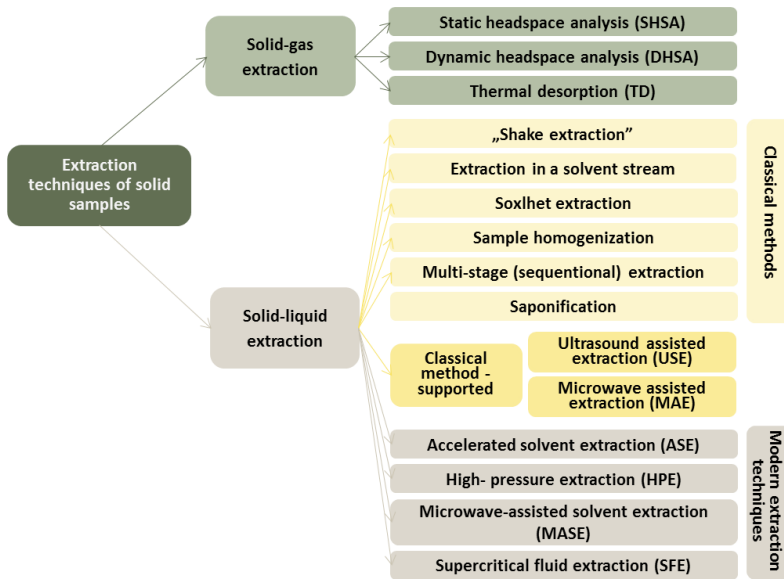 Solid-gas
extraction
Static headspace analysis (SHSA)
Dynamic headspace analysis (DHSA)
Thermal desorption (TD)
Extraction
techniques of solid
samples
„Shake extraction”
Extraction in a solvent stream
Soxlhet extraction
Sample homogenization
Multi-stage (sequentional) extraction
Saponification
Classical methods
Solid-liquid
extraction
Classical
method -
supported
Ultrasound assisted
extraction (USE)
Microwave assisted
extraction (MAE)
Accelerated solvent extraction (ASE)
High- pressure extraction (HPE)
Microwave-assisted solvent extraction
(MASE)
Supercritical fluid extraction (SFE)
Modern extraction
techniques